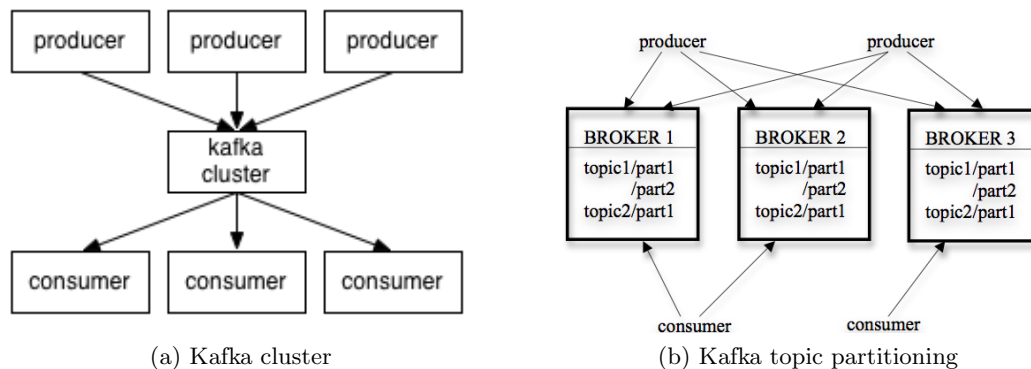 producer
producer
producer
kafka
cluster
consumer
consumer
consumer
(a) Kafka cluster
producer
producer
BROKER 1
topic1/part1
/part2
topic2/part1
BROKER 2
topic1/part1
/part2
topic2/part1
BROKER 3
topic1/part1
/part2
topic2/part1
consumer
consumer
(b) Kafka topic partitioning